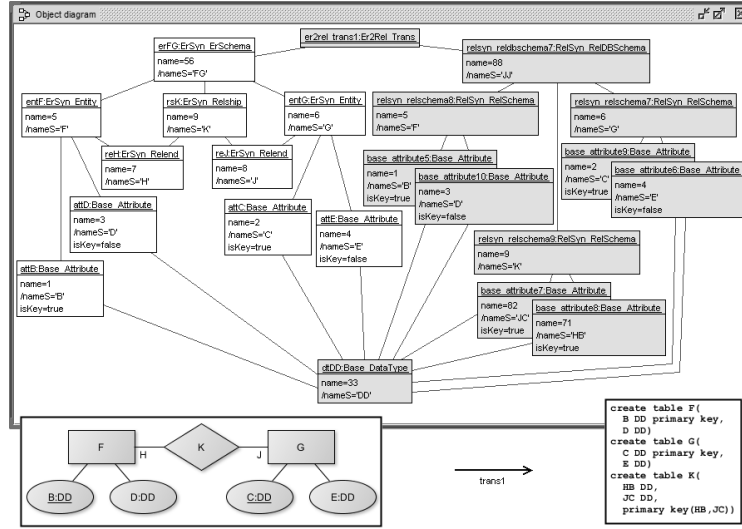 Object diagram
er2rel_trans1:Er2Rel_Trans
erFG:ErSyn_ErSchema
name=56
/nameS='FG'
relsyn_reldbschema7:RelSyn_RelDBSchema
name=88
/nameS='JJ'
entF:ErSyn_Entity
name=5
/nameS='F'
rsK:ErSyn_Relship
name=9
/nameS='K'
entG:ErSyn_Entity
name=6
/nameS='G'
relsyn_relschema8:RelSyn_RelSchema
name=5
/nameS='F'
relsyn_relschema7:RelSyn_RelSchema
name=6
/nameS='G'
reH:ErSyn_Relend
name=7
/nameS='H'
reJ:ErSyn_Relend
name=8
/nameS='J'
base_attribute5:Base_Attribute
name=1
/nameS='B'
isKey=true
base_attribute10:Base_Attribute
name=3
/nameS='D'
isKey=false
base_attribute9:Base_Attribute
name=2
/nameS='C'
isKey=true
base_attribute6:Base_Attribute
name=4
/nameS='E'
isKey=false
attD:Base_Attribute
name=3
/nameS='D'
isKey=false
attC:Base_Attribute
name=2
/nameS='C'
isKey=true
attE:Base_Attribute
name=4
/nameS='E'
isKey=false
relsyn_relschema9:RelSyn_RelSchema
name=9
/nameS='K'
attB:Base_Attribute
name=1
/nameS='B'
isKey=true
base_attribute7:Base_Attribute
name=82
/nameS='JC'
isKey=true
base_attribute8:Base_Attribute
name=71
/nameS='HB'
isKey=true
dtDD:Base_DataType
name=33
/nameS='DD'
F
H
K
J
G
B:DD
D:DD
C:DD
E:DD
trans1
create table F(
B DD primary key,
D DD)
create table G(
C DD primary key,
E DD)
create table K(
HB DD,
JC DD,
primary key(HB,JC))